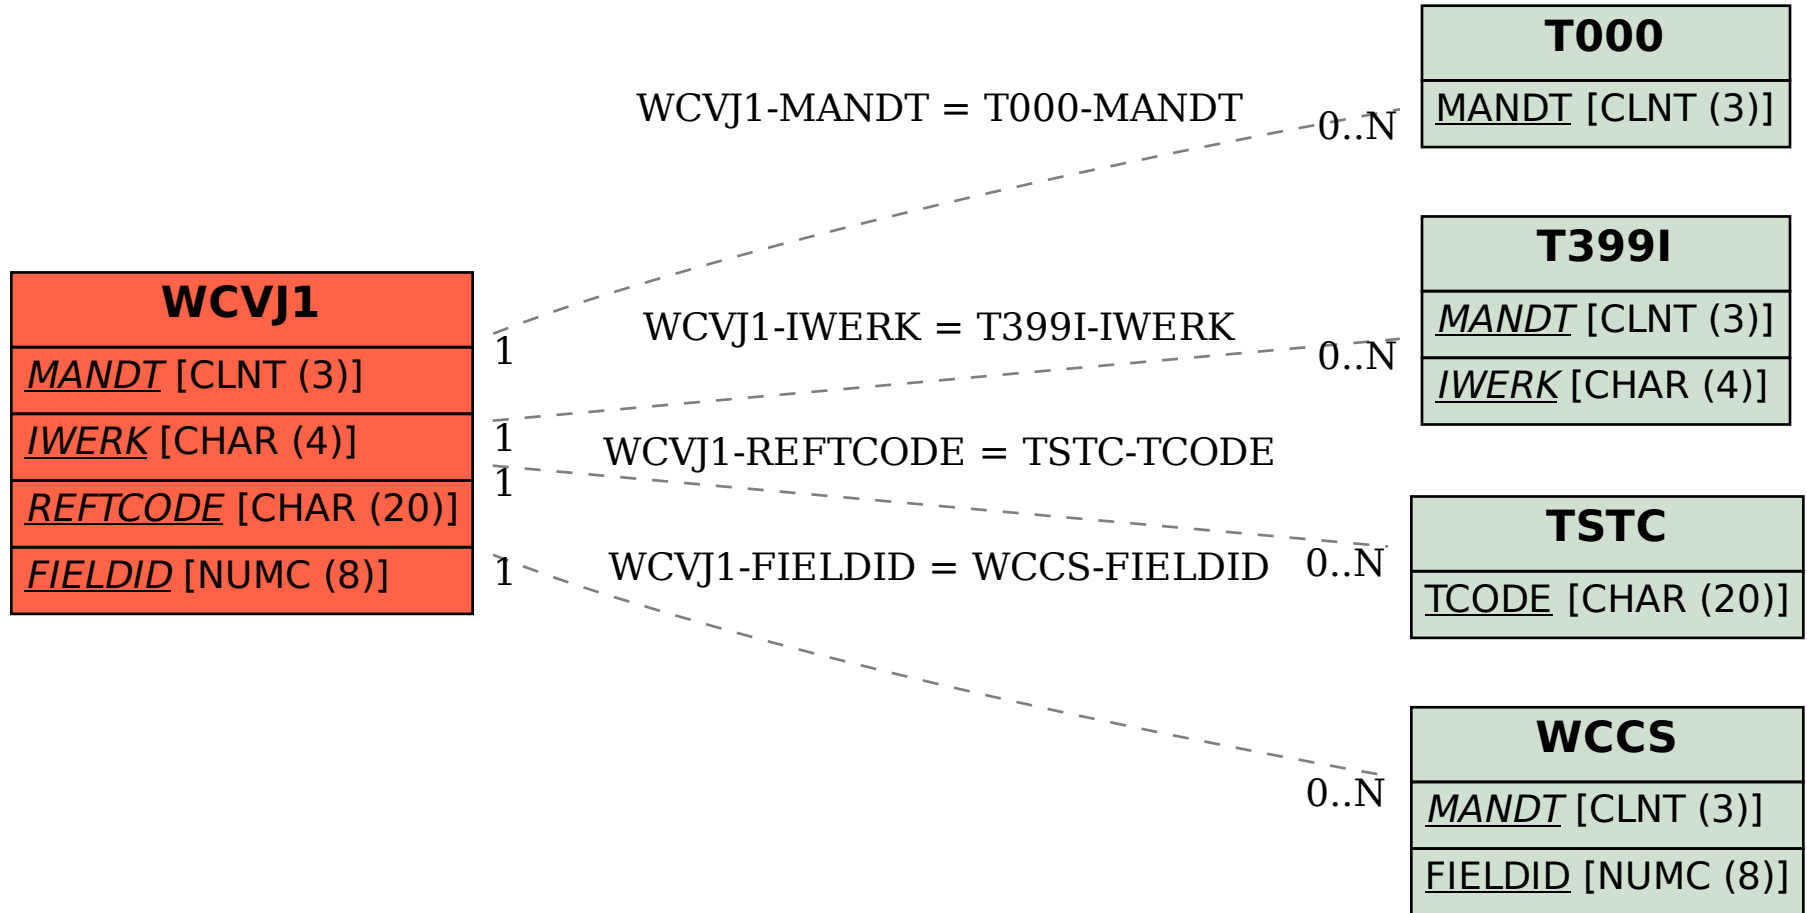 WCVJ1
MANDT [CLNT (3)]
IWERK [CHAR (4)]
REFTCODE [CHAR (20)]
FIELDID [NUMC (8)]
WCVJ1-MANDT = T000-MANDT
1
0..N
WCVJ1-IWERK = T399I-IWERK
1
0..N
WCVJ1-REFTCODE = TSTC-TCODE
1
0..N
WCVJ1-FIELDID = WCCS-FIELDID
1
0..N
T000
MANDT [CLNT (3)]
T399I
MANDT [CLNT (3)]
IWERK [CHAR (4)]
TSTC
TCODE [CHAR (20)]
WCCS
MANDT [CLNT (3)]
FIELDID [NUMC (8)]